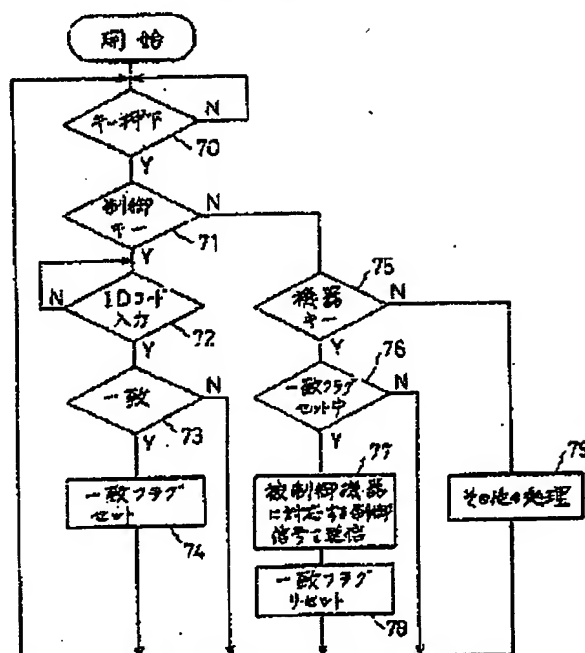 開始
キー押下
N
70
Y
制御
キー
N
71
Y
IDコード
入力
N
72
Y
一致
N
73
Y
一致フラグ
セット
74
75
機器
キー
N
Y
76
一致フラグ
セット中
N
Y
77
被制御機器
に対応する制御
信号を送信
一致フラグ
リセット
78
79
その他の処理